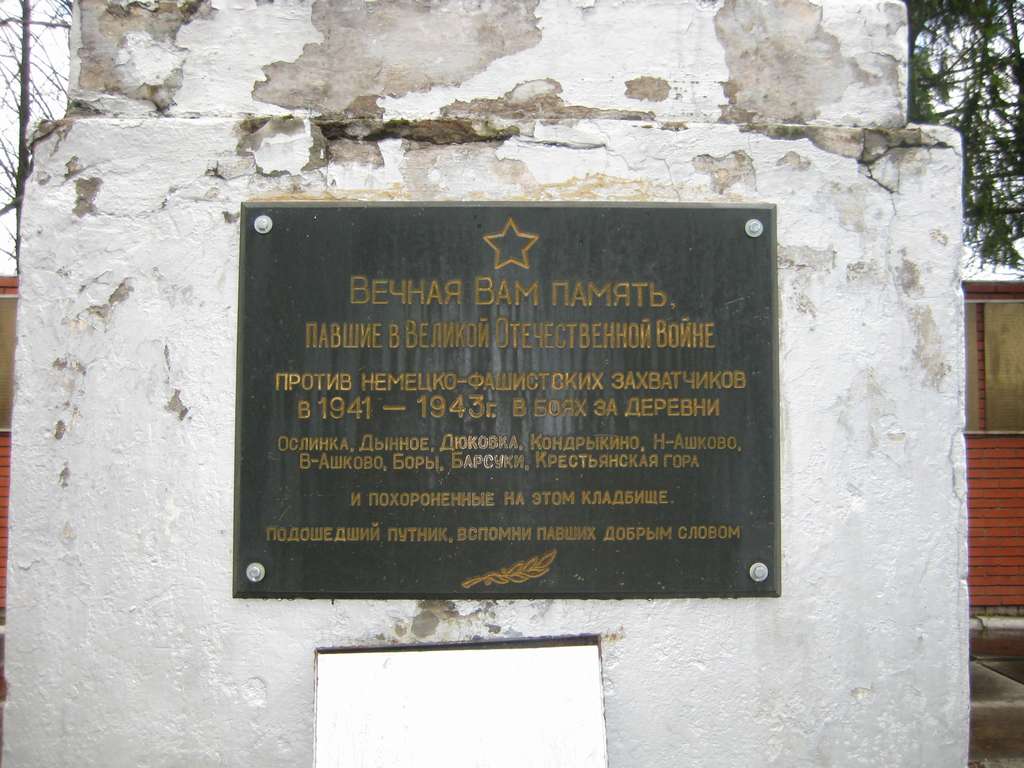 Вечная Вам память,
павшие в Великой Отечественной Войне
против немецко-фашистских захватчиков
в 1941 — 1943г. в боях за деревни
Ослинка, Дынное, Дюковка, Кондрыкино, Н-Ашково,
В-Ашково, Боры, Барсуки, Крестьянская гора
и похороненные на этом кладбище.
Подошедший путник, вспомни павших добрым словом